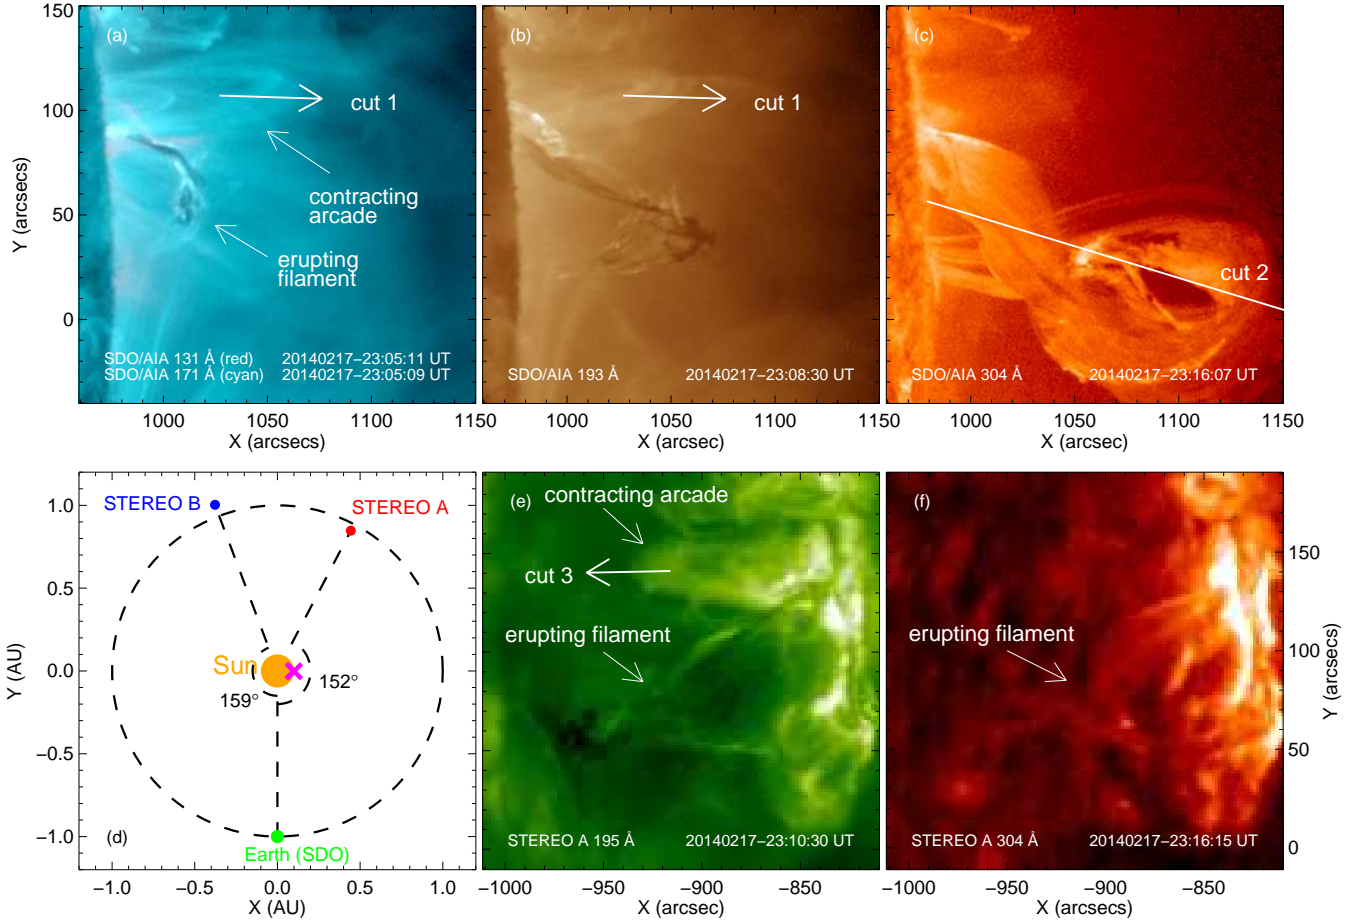 150
100
50
0
Y (arcsecs)
(a)
cut 1
contracting
arcade
erupting
filament
SDO/AIA 131 Å (red) 20140217−23:05:11 UT
SDO/AIA 171 Å (cyan) 20140217−23:05:09 UT
1000 1050 1100 1150
X (arcsecs)
(b)
cut 1
SDO/AIA 193 Å 20140217−23:08:30 UT
1000 1050 1100 1150
X (arcsec)
(c)
cut 2
SDO/AIA 304 Å 20140217−23:16:07 UT
1000 1050 1100 1150
X (arcsec)
1.0
0.5
0.0
−0.5
−1.0
Y (AU)
STEREO B
STEREO A
Sun
159°
152°
(d)
Earth (SDO)
−1.0 −0.5 0.0 0.5 1.0
X (AU)
(e)
contracting arcade
cut 3
erupting filament
STEREO A 195 Å 20140217−23:10:30 UT
−1000 −950 −900 −850
X (arcsec)
(f)
erupting filament
STEREO A 304 Å 20140217−23:16:15 UT
−1000 −950 −900 −850
X (arcsecs)
150
100
50
0
Y (arcsecs)